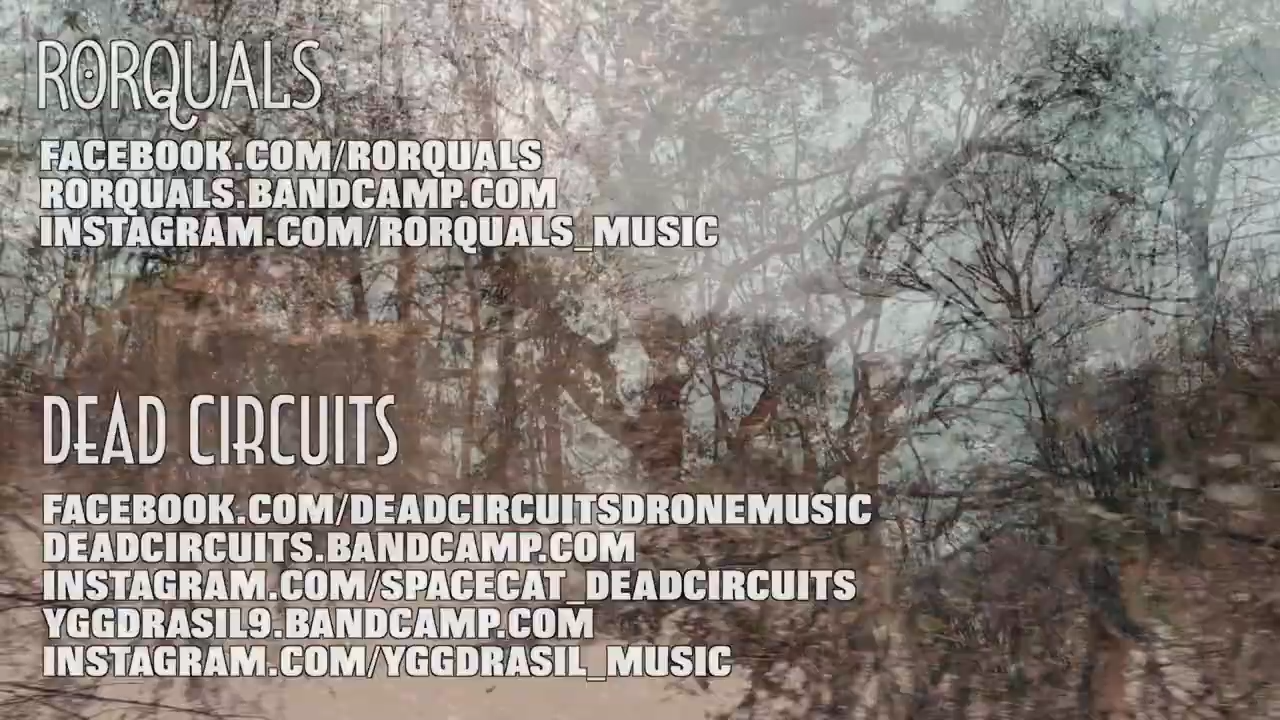 RORQUALS
FACEBOOK.COM/RORQUALS
RORQUALS.BANDCAMP.COM
INSTAGRAM.COM/RORQUALS_MUSIC
DEAD CIRCUITS
FACEBOOK.COM/DEADCIRCUITSDRONEMUSIC
DEADCIRCUITS.BANDCAMP.COM
INSTAGRAM.COM/SPACECAT_DEADCIRCUITS
YGGDRASIL9.BANDCAMP.COM
INSTAGRAM.COM/YGGDRASIL_MUSIC